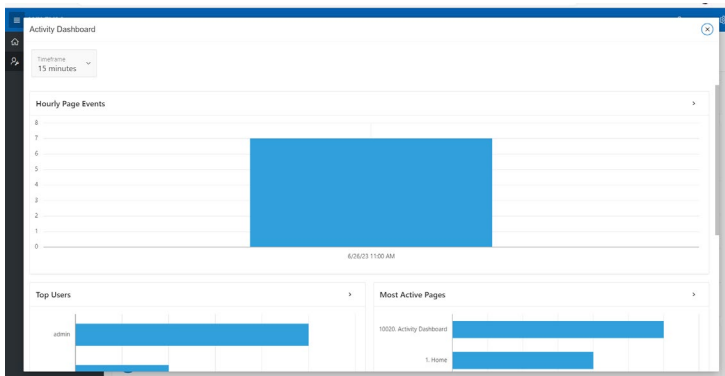 Activity Dashboard
Timeframe
15 minutes
Hourly Page Events
8
7
6
5
4
3
2
1
0
6/26/23 11:00 AM
Top Users
admin
Most Active Pages
10020. Activity Dashboard
1. Home